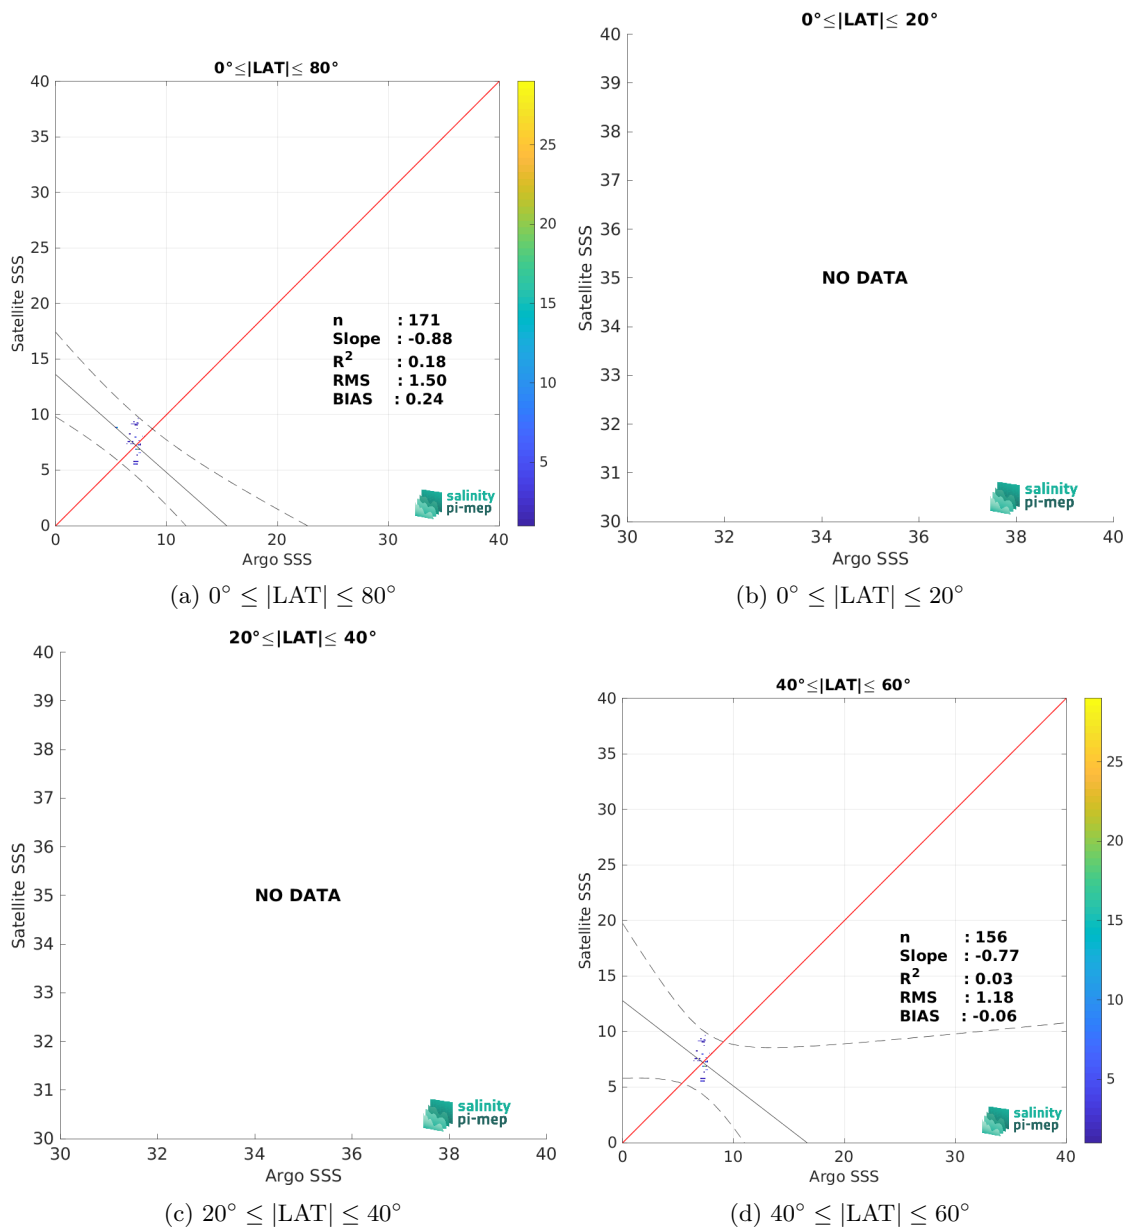 0°≤|LAT|≤ 80°
40
35
30
25
20
15
10
5
0
0
10
20
30
40
Satellite SSS
Argo SSS
n : 171
Slope : -0.88
R2 : 0.18
RMS : 1.50
BIAS : 0.24
25
20
15
10
5
salinity
pi-mep
(a) 0° ≤ |LAT| ≤ 80°
0°≤|LAT|≤ 20°
40
39
38
37
36
35
34
33
32
31
30
30
32
34
36
38
40
Satellite SSS
Argo SSS
NO DATA
salinity
pi-mep
(b) 0° ≤ |LAT| ≤ 20°
20°≤|LAT|≤ 40°
40
39
38
37
36
35
34
33
32
31
30
30
32
34
36
38
40
Satellite SSS
Argo SSS
NO DATA
salinity
pi-mep
(c) 20° ≤ |LAT| ≤ 40°
40°≤|LAT|≤ 60°
40
35
30
25
20
15
10
5
0
0
10
20
30
40
Satellite SSS
Argo SSS
n : 156
Slope : -0.77
R2 : 0.03
RMS : 1.18
BIAS : -0.06
25
20
15
10
5
salinity
pi-mep
(d) 40° ≤ |LAT| ≤ 60°